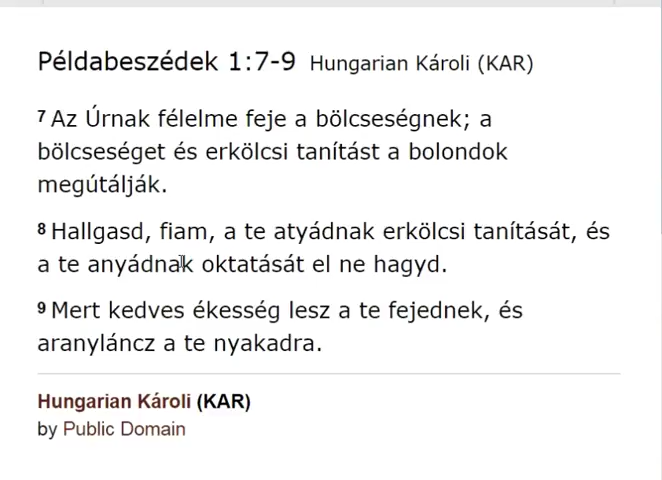 Példabeszédek 1:7-9 Hungarian Károli (KAR)
7 Az Úrnak félelme feje a bölcseségnek; a
bölcseséget és erkölcsi tanítást a bolondok
megútálják.
8 Hallgasd, fiam, a te atyádnak erkölcsi tanítását, és
a te anyádnak oktatását el ne hagyd.
9 Mert kedves ékesség lesz a te fejednek, és
aranyláncz a te nyakadra.
Hungarian Károli (KAR)
by Public Domain